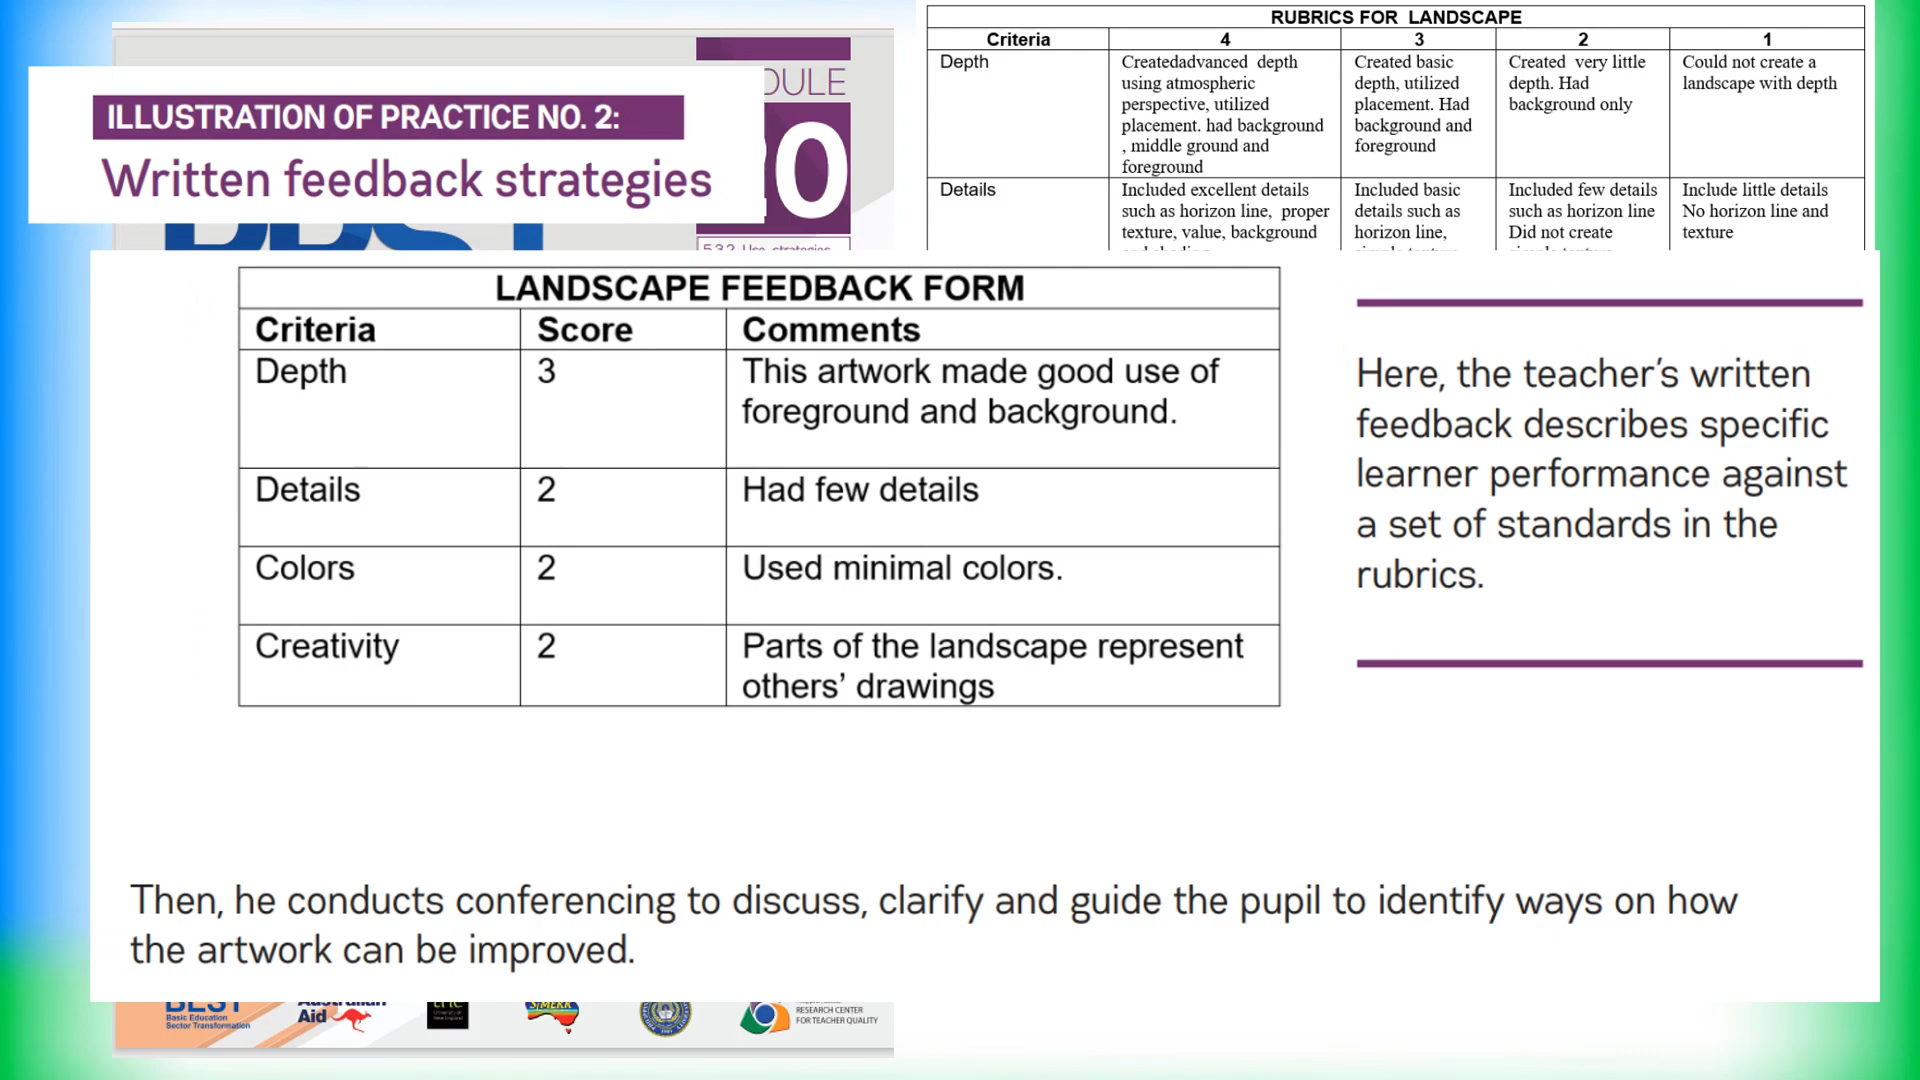 ILLUSTRATION OF PRACTICE NO. 2:
Written feedback strategies
RUBRICS FOR LANDSCAPE
Criteria 4 3 2 1
Depth
Createdadvanced depth
using atmospheric
perspective, utilized
placement. had background
, middle ground and
foreground
Created basic
depth, utilized
placement. Had
background and
foreground
Created very little
depth. Had
background only
Could not create a
landscape with depth
Details
Included excellent details
such as horizon line, proper
texture, value, background
Included basic
details such as
horizon line,
Included few details
such as horizon line
Did not create
Include little details
No horizon line and
texture
LANDSCAPE FEEDBACK FORM
Criteria Score Comments
Depth 3 This artwork made good use of
foreground and background.
Details 2 Had few details
Colors 2 Used minimal colors.
Creativity 2 Parts of the landscape represent
others' drawings
Here, the teacher's written
feedback describes specific
learner performance against
a set of standards in the
rubrics.
Then, he conducts conferencing to discuss, clarify and guide the pupil to identify ways on how
the artwork can be improved.
BEST
Basic Education
Sector Transformation
Australian
Aid
SiMERR
RESEARCH CENTER
FOR TEACHER QUALITY